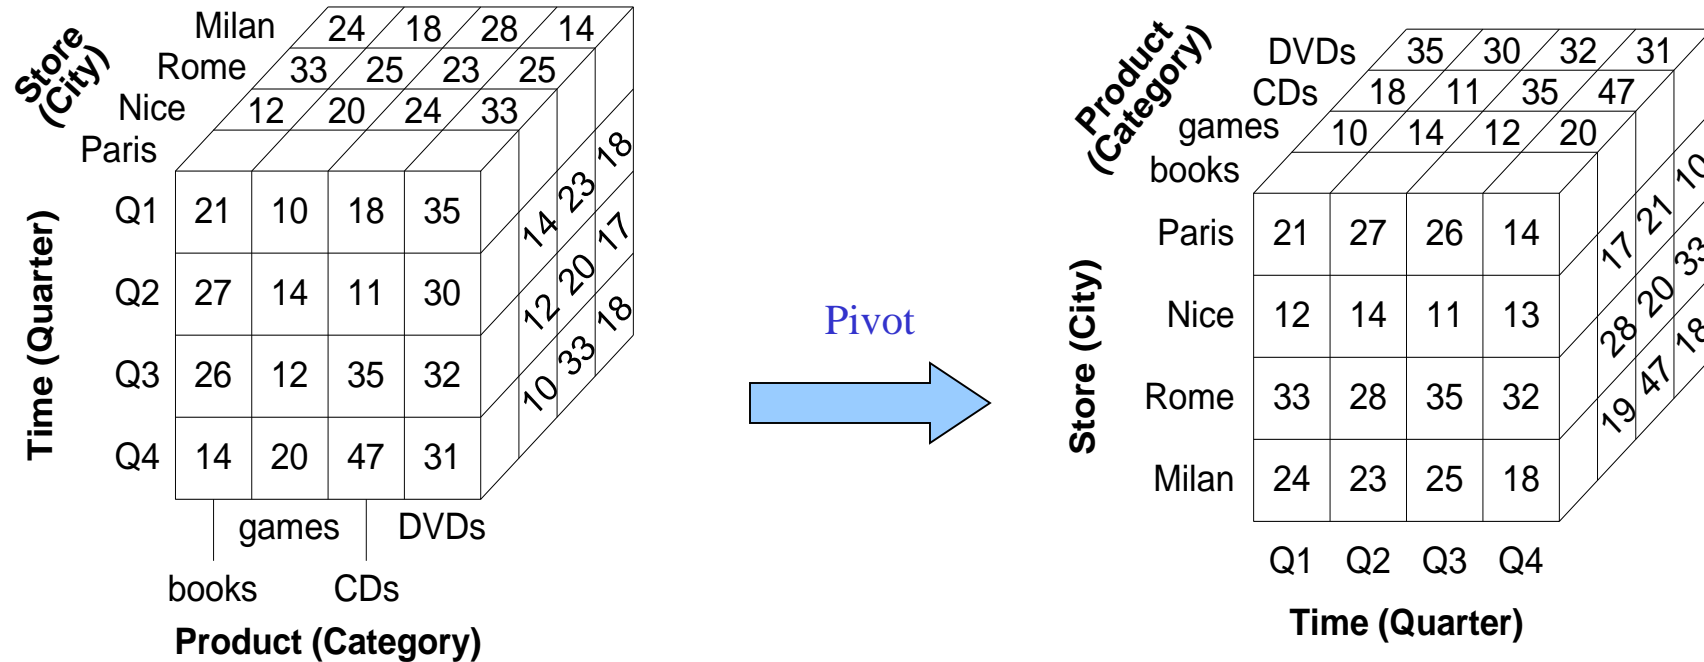 Store
(City)
Milan 24 18 28 14
Rome 33 25 23 25
Nice 12 20 24 33
Paris
Time (Quarter)
Q1 21 10 18 35
Q2 27 14 11 30
Q3 26 12 35 32
Q4 14 20 47 31
14 23 18
12 20 17
10 33 18
games DVDs
books CDs
Product (Category)
Pivot
Product
(Category)
DVDs 35 30 32 31
CDs 18 11 35 47
games 10 14 12 20
books
Store (City)
Paris 21 27 26 14
Nice 12 14 11 13
Rome 33 28 35 32
Milan 24 23 25 18
17 21 10
28 20 33
19 47 18
Q1 Q2 Q3 Q4
Time (Quarter)